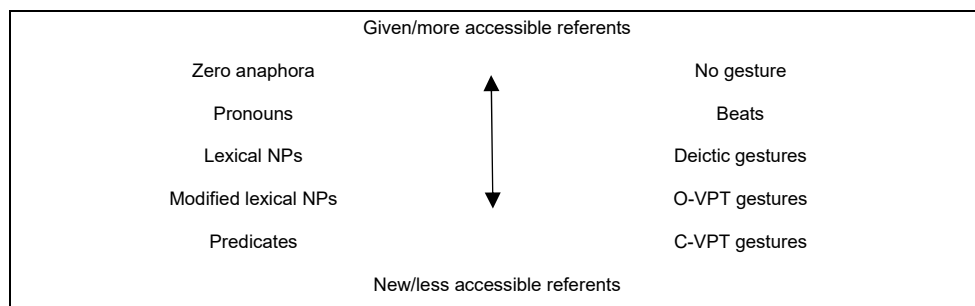 Given/more accessible referents
Zero anaphora No gesture
Pronouns Beats
Lexical NPs Deictic gestures
Modified lexical NPs O-VPT gestures
Predicates C-VPT gestures
New/less accessible referents